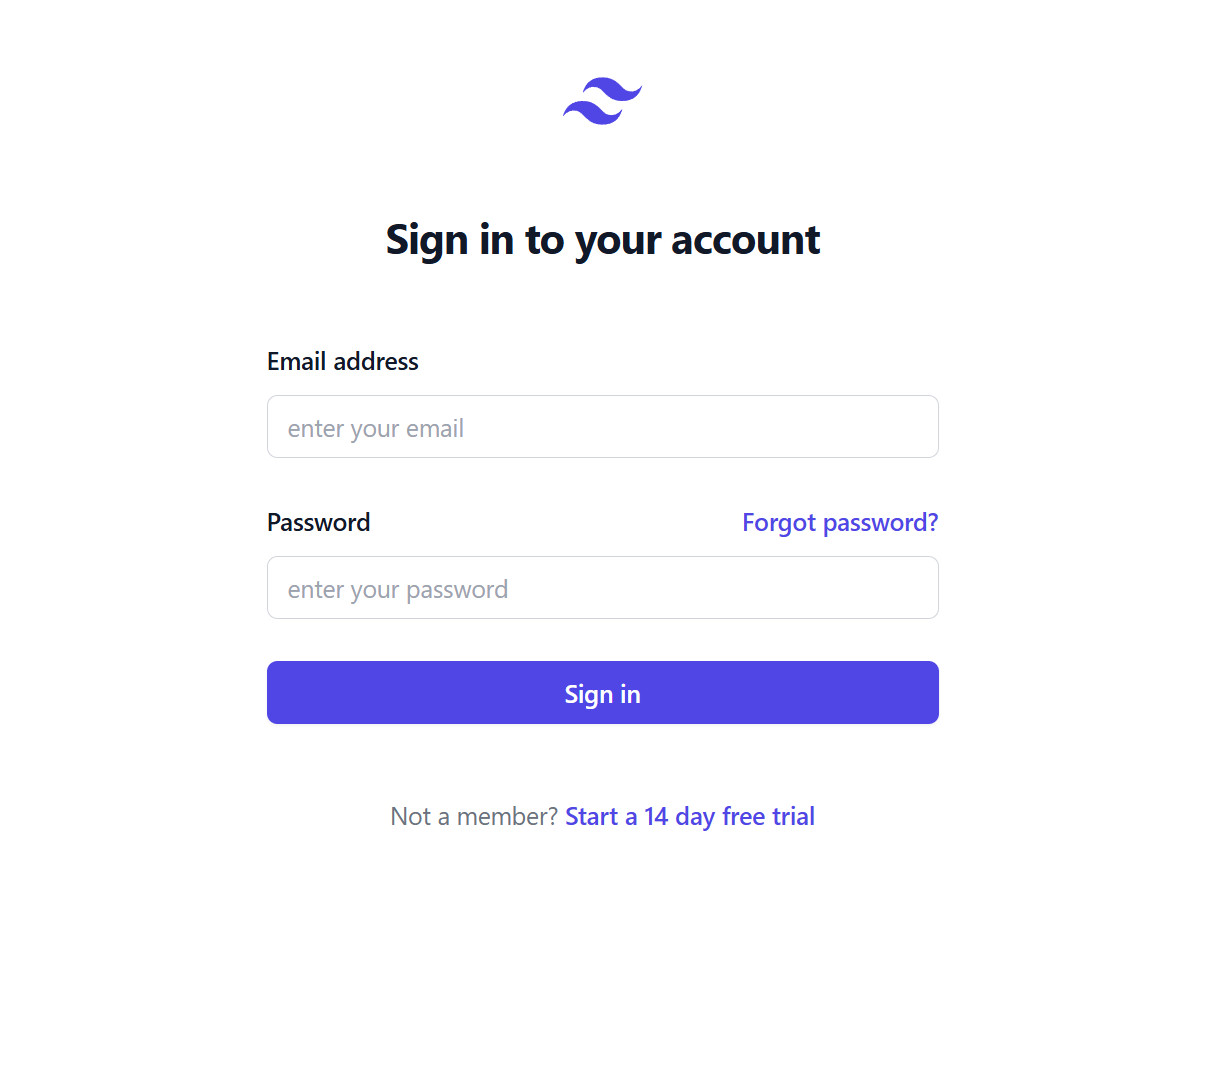 Sign in to your account
Email address
enter your email
Password
Forgot password?
enter your password
Sign in
Not a member? Start a 14 day free trial